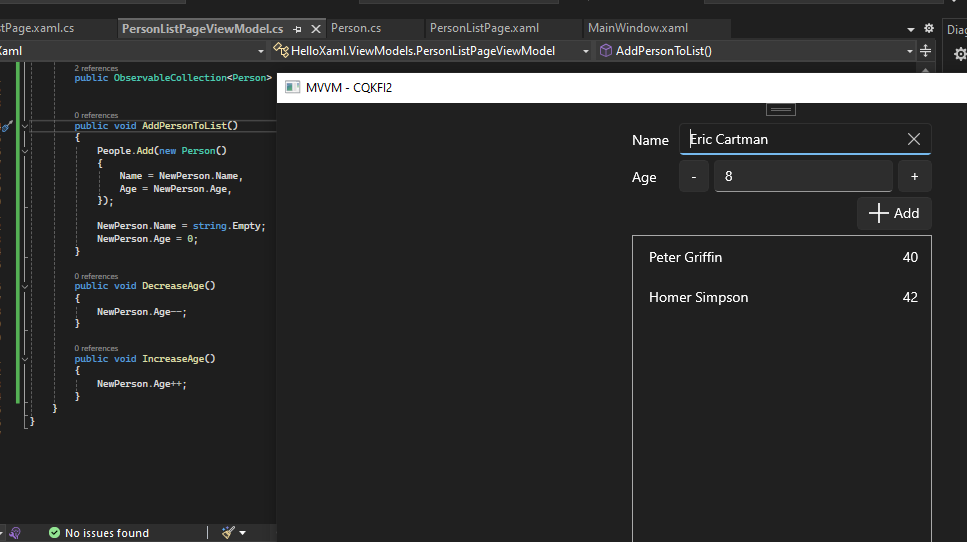 tPage.xaml.cs
PersonListPageViewModel.cs
Person.cs
PersonListPage.xaml
MainWindow.xaml
Diag
Xaml
HelloXaml.ViewModels.PersonListPageViewModel
AddPersonToList()
2 references
public ObservableCollection<Person>
0 references
public void AddPersonToList()
{
People.Add(new Person()
{
Name = NewPerson.Name,
Age = NewPerson.Age,
});
NewPerson.Name = string.Empty;
NewPerson.Age = 0;
}
0 references
public void DecreaseAge()
{
NewPerson.Age--;
}
0 references
public void IncreaseAge()
{
NewPerson.Age++;
}
}
}
No issues found
MVVM - CQKFI2
Name
Eric Cartman
Age
-
8
+
Add
Peter Griffin 40
Homer Simpson 42